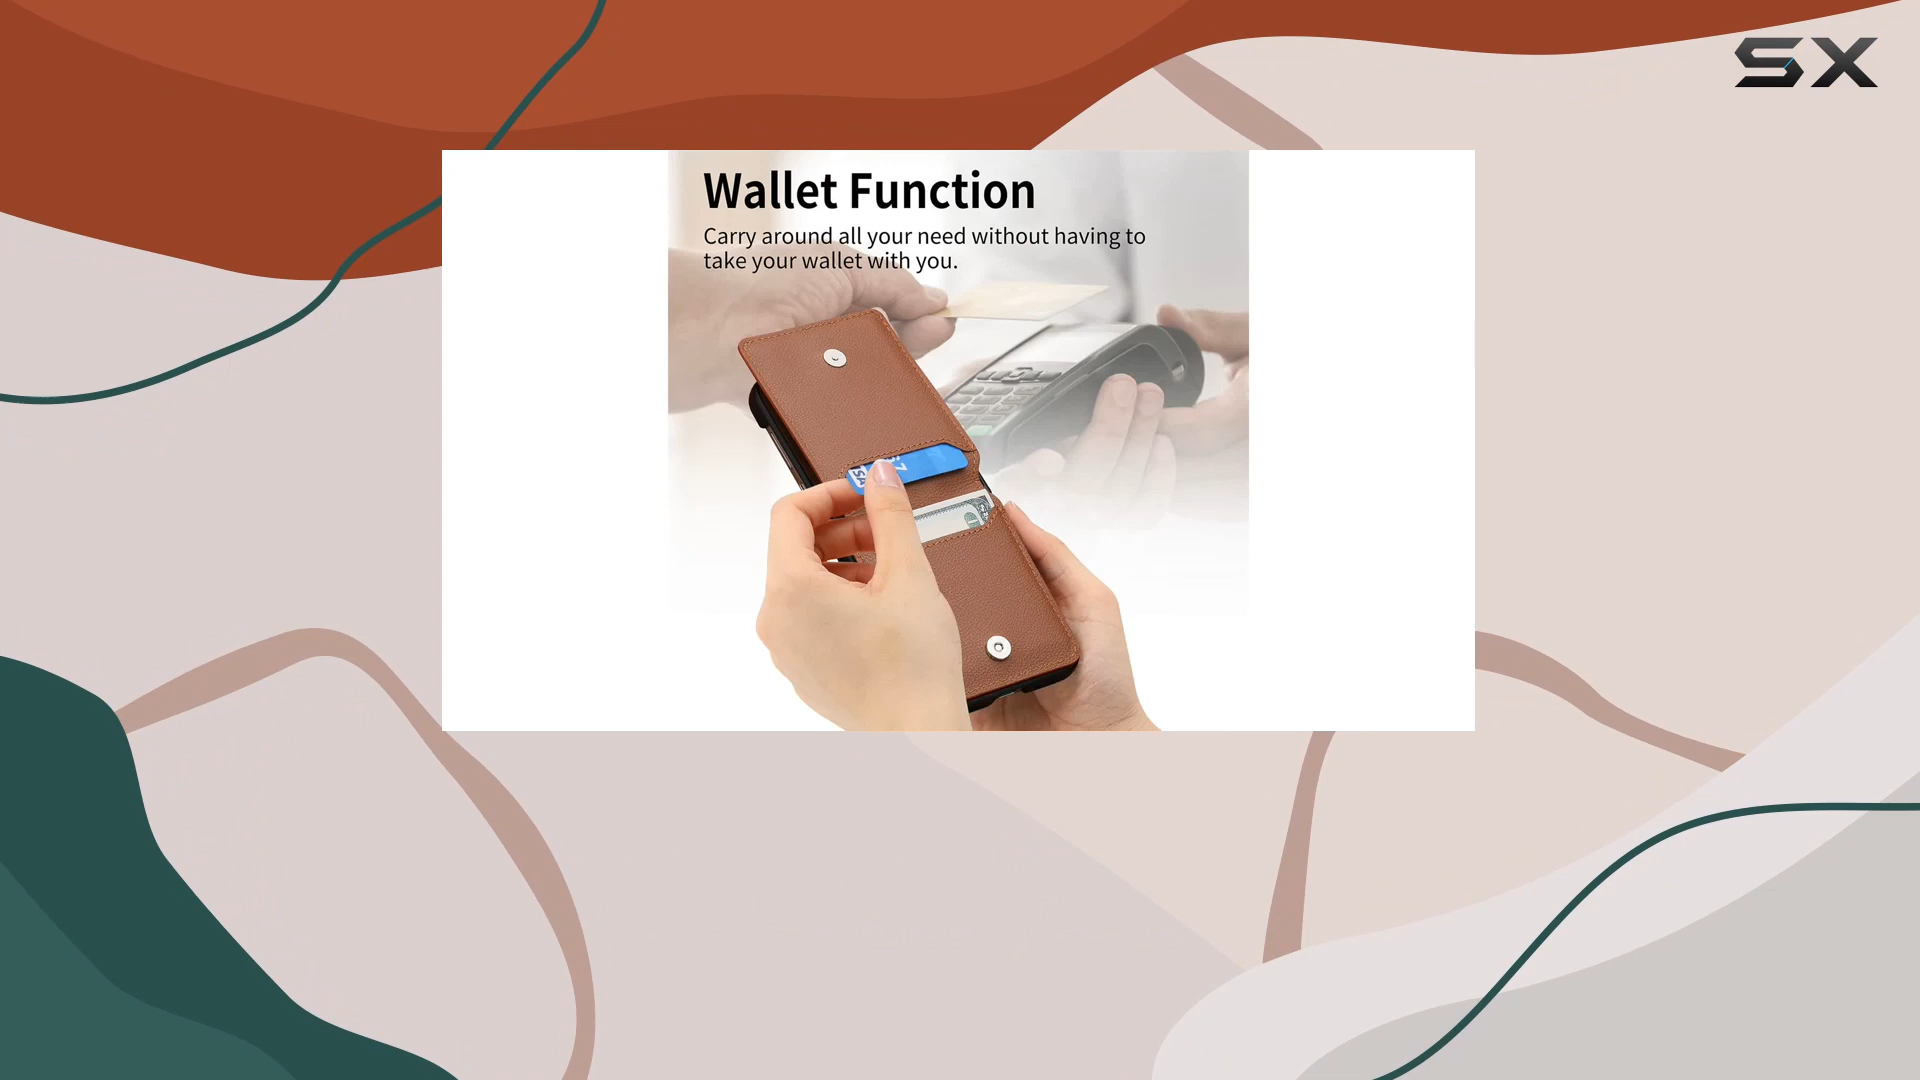 SX
Wallet Function
Carry around all your need without having to
take your wallet with you.